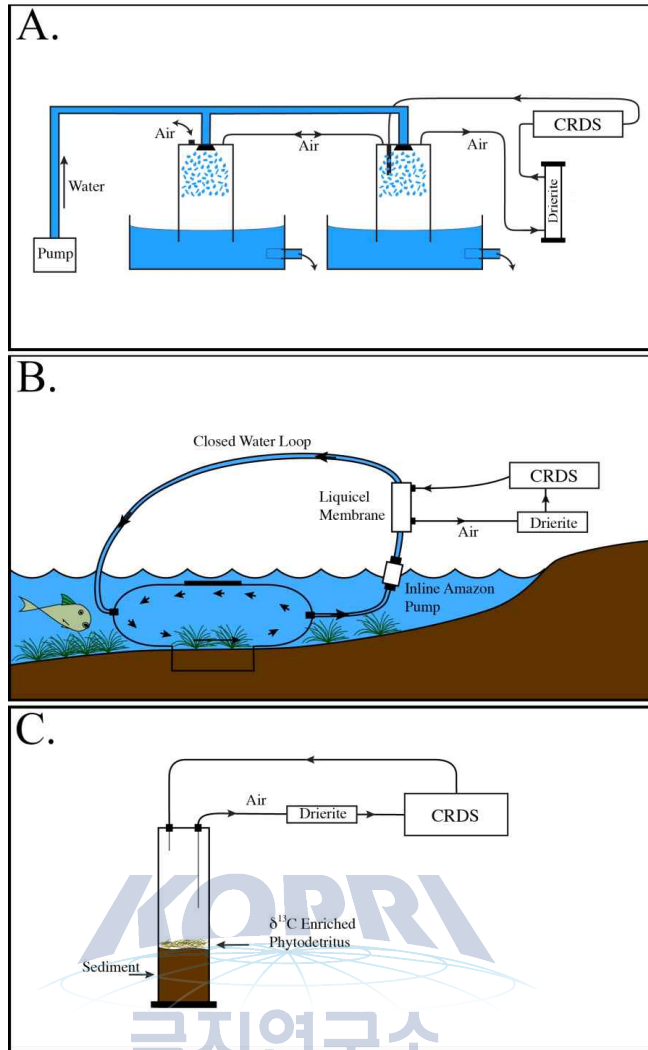 A.
Air
Air
Air
CRDS
Water
Drierite
Pump
B.
Closed Water Loop
CRDS
Liquicel
Membrane
Air
Drierite
Inline Amazon
Pump
C.
Air
Drierite
CRDS
KOPRI
δ¹³C Enriched
Phytodetritus
Sediment
극지연구소